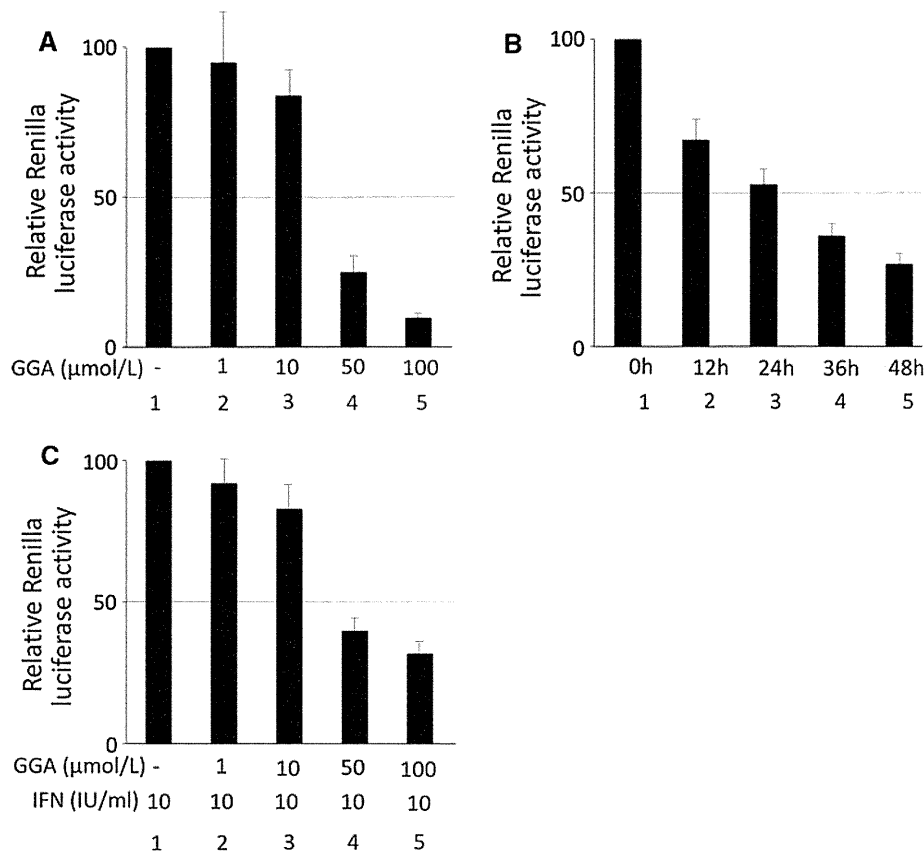 A
Relative Renilla
luciferase activity
100
50
0
GGA (μmol/L) - 1 10 50 100
1 2 3 4 5
B
Relative Renilla
luciferase activity
100
50
0
0h 12h 24h 36h 48h
1 2 3 4 5
C
Relative Renilla
luciferase activity
100
50
0
GGA (μmol/L) - 1 10 50 100
IFN (IU/ml) 10 10 10 10 10
1 2 3 4 5